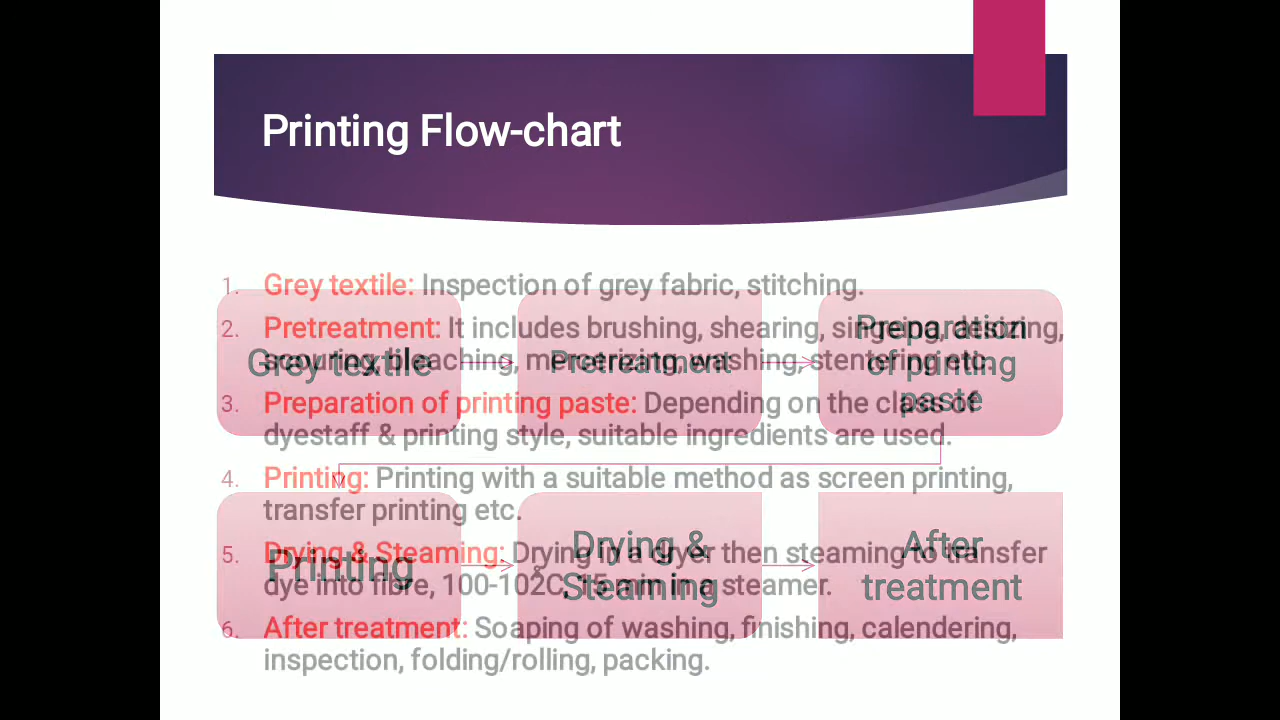 Printing Flow-chart
1. Grey textile: Inspection of grey fabric, stitching.
2. Pretreatment: It includes brushing, shearing, singeing, desizing,
scouring, bleaching, mercerizing, washing, stentering etc.
3. Preparation of printing paste: Depending on the class of
dyestaff & printing style, suitable ingredients are used.
4. Printing: Printing with a suitable method as screen printing,
transfer printing etc.
5. Drying & Steaming: Drying in a dryer then steaming to transfer
dye into fibre, 100-102C, 15 min in a steamer.
6. After treatment: Soaping of washing, finishing, calendering,
inspection, folding/rolling, packing.
Grey textile
Pretreatment
Preparation
of printing
paste
Printing
Drying &
Steaming
After
treatment